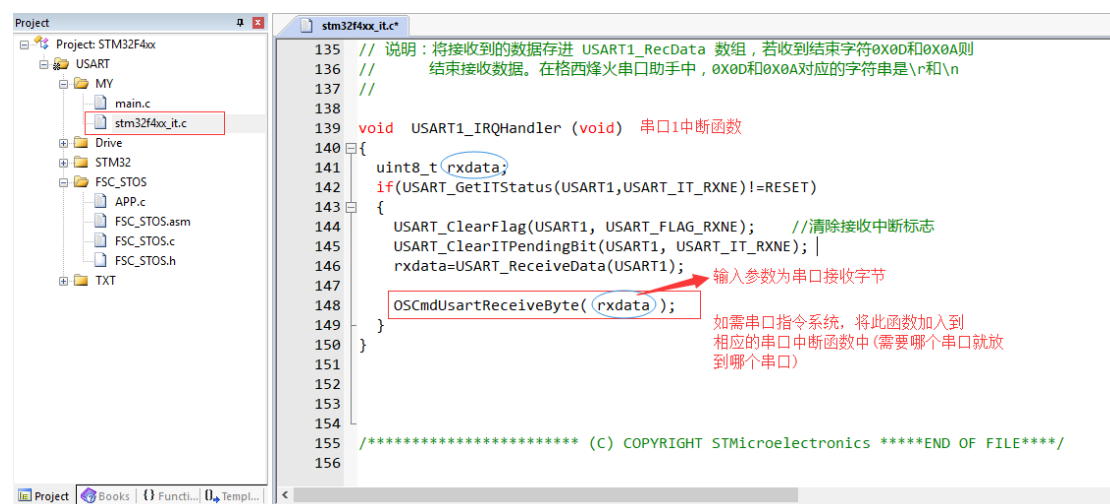 Project
Project: STM32F4xx
USART
MY
main.c
stm32f4xx_it.c
Drive
STM32
FSC_STOS
APP.c
FSC_STOS.asm
FSC_STOS.c
FSC_STOS.h
TXT
Project Books {} Functi... Templ...
stm32f4xx_it.c*
135 // 说明：将接收到的数据存进 USART1_RecData 数组，若收到结束字符0X0D和0X0A则
136 // 结束接收数据。在格西烽火串口助手中，0X0D和0X0A对应的字符串是\r和\n
137 //
138
139 void USART1_IRQHandler (void) 串口1中断函数
140 {
141 uint8_t rxdata;
142 if(USART_GetITStatus(USART1,USART_IT_RXNE)!=RESET)
143 {
144 USART_ClearFlag(USART1, USART_FLAG_RXNE); //清除接收中断标志
145 USART_ClearITPendingBit(USART1, USART_IT_RXNE);
146 rxdata=USART_ReceiveData(USART1);
输入参数为串口接收字节
147
148 OSCmdUsartReceiveByte( rxdata );
如需串口指令系统，将此函数加入到
149 }
相应的串口中断函数中(需要哪个串口就放
150 }
到哪个串口)
151
152
153
154
155 /************************ (C) COPYRIGHT STMicroelectronics *****END OF FILE****/
156